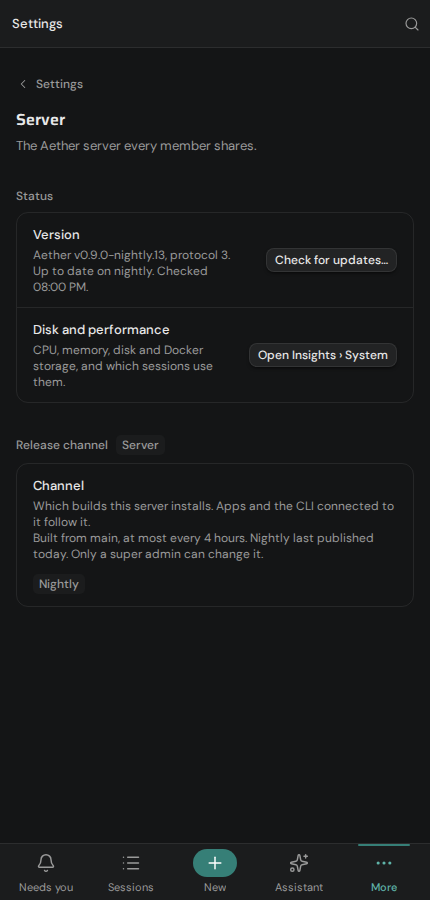 Settings
Settings
Server
The Aether server every member shares.
Status
Version
Aether v0.9.0-nightly.13, protocol 3.
Up to date on nightly. Checked
08:00 PM.
Check for updates…
Disk and performance
CPU, memory, disk and Docker
storage, and which sessions use
them.
Open Insights › System
Release channel Server
Channel
Which builds this server installs. Apps and the CLI connected to
it follow it.
Built from main, at most every 4 hours. Nightly last published
today. Only a super admin can change it.
Nightly
Needs you Sessions New Assistant More